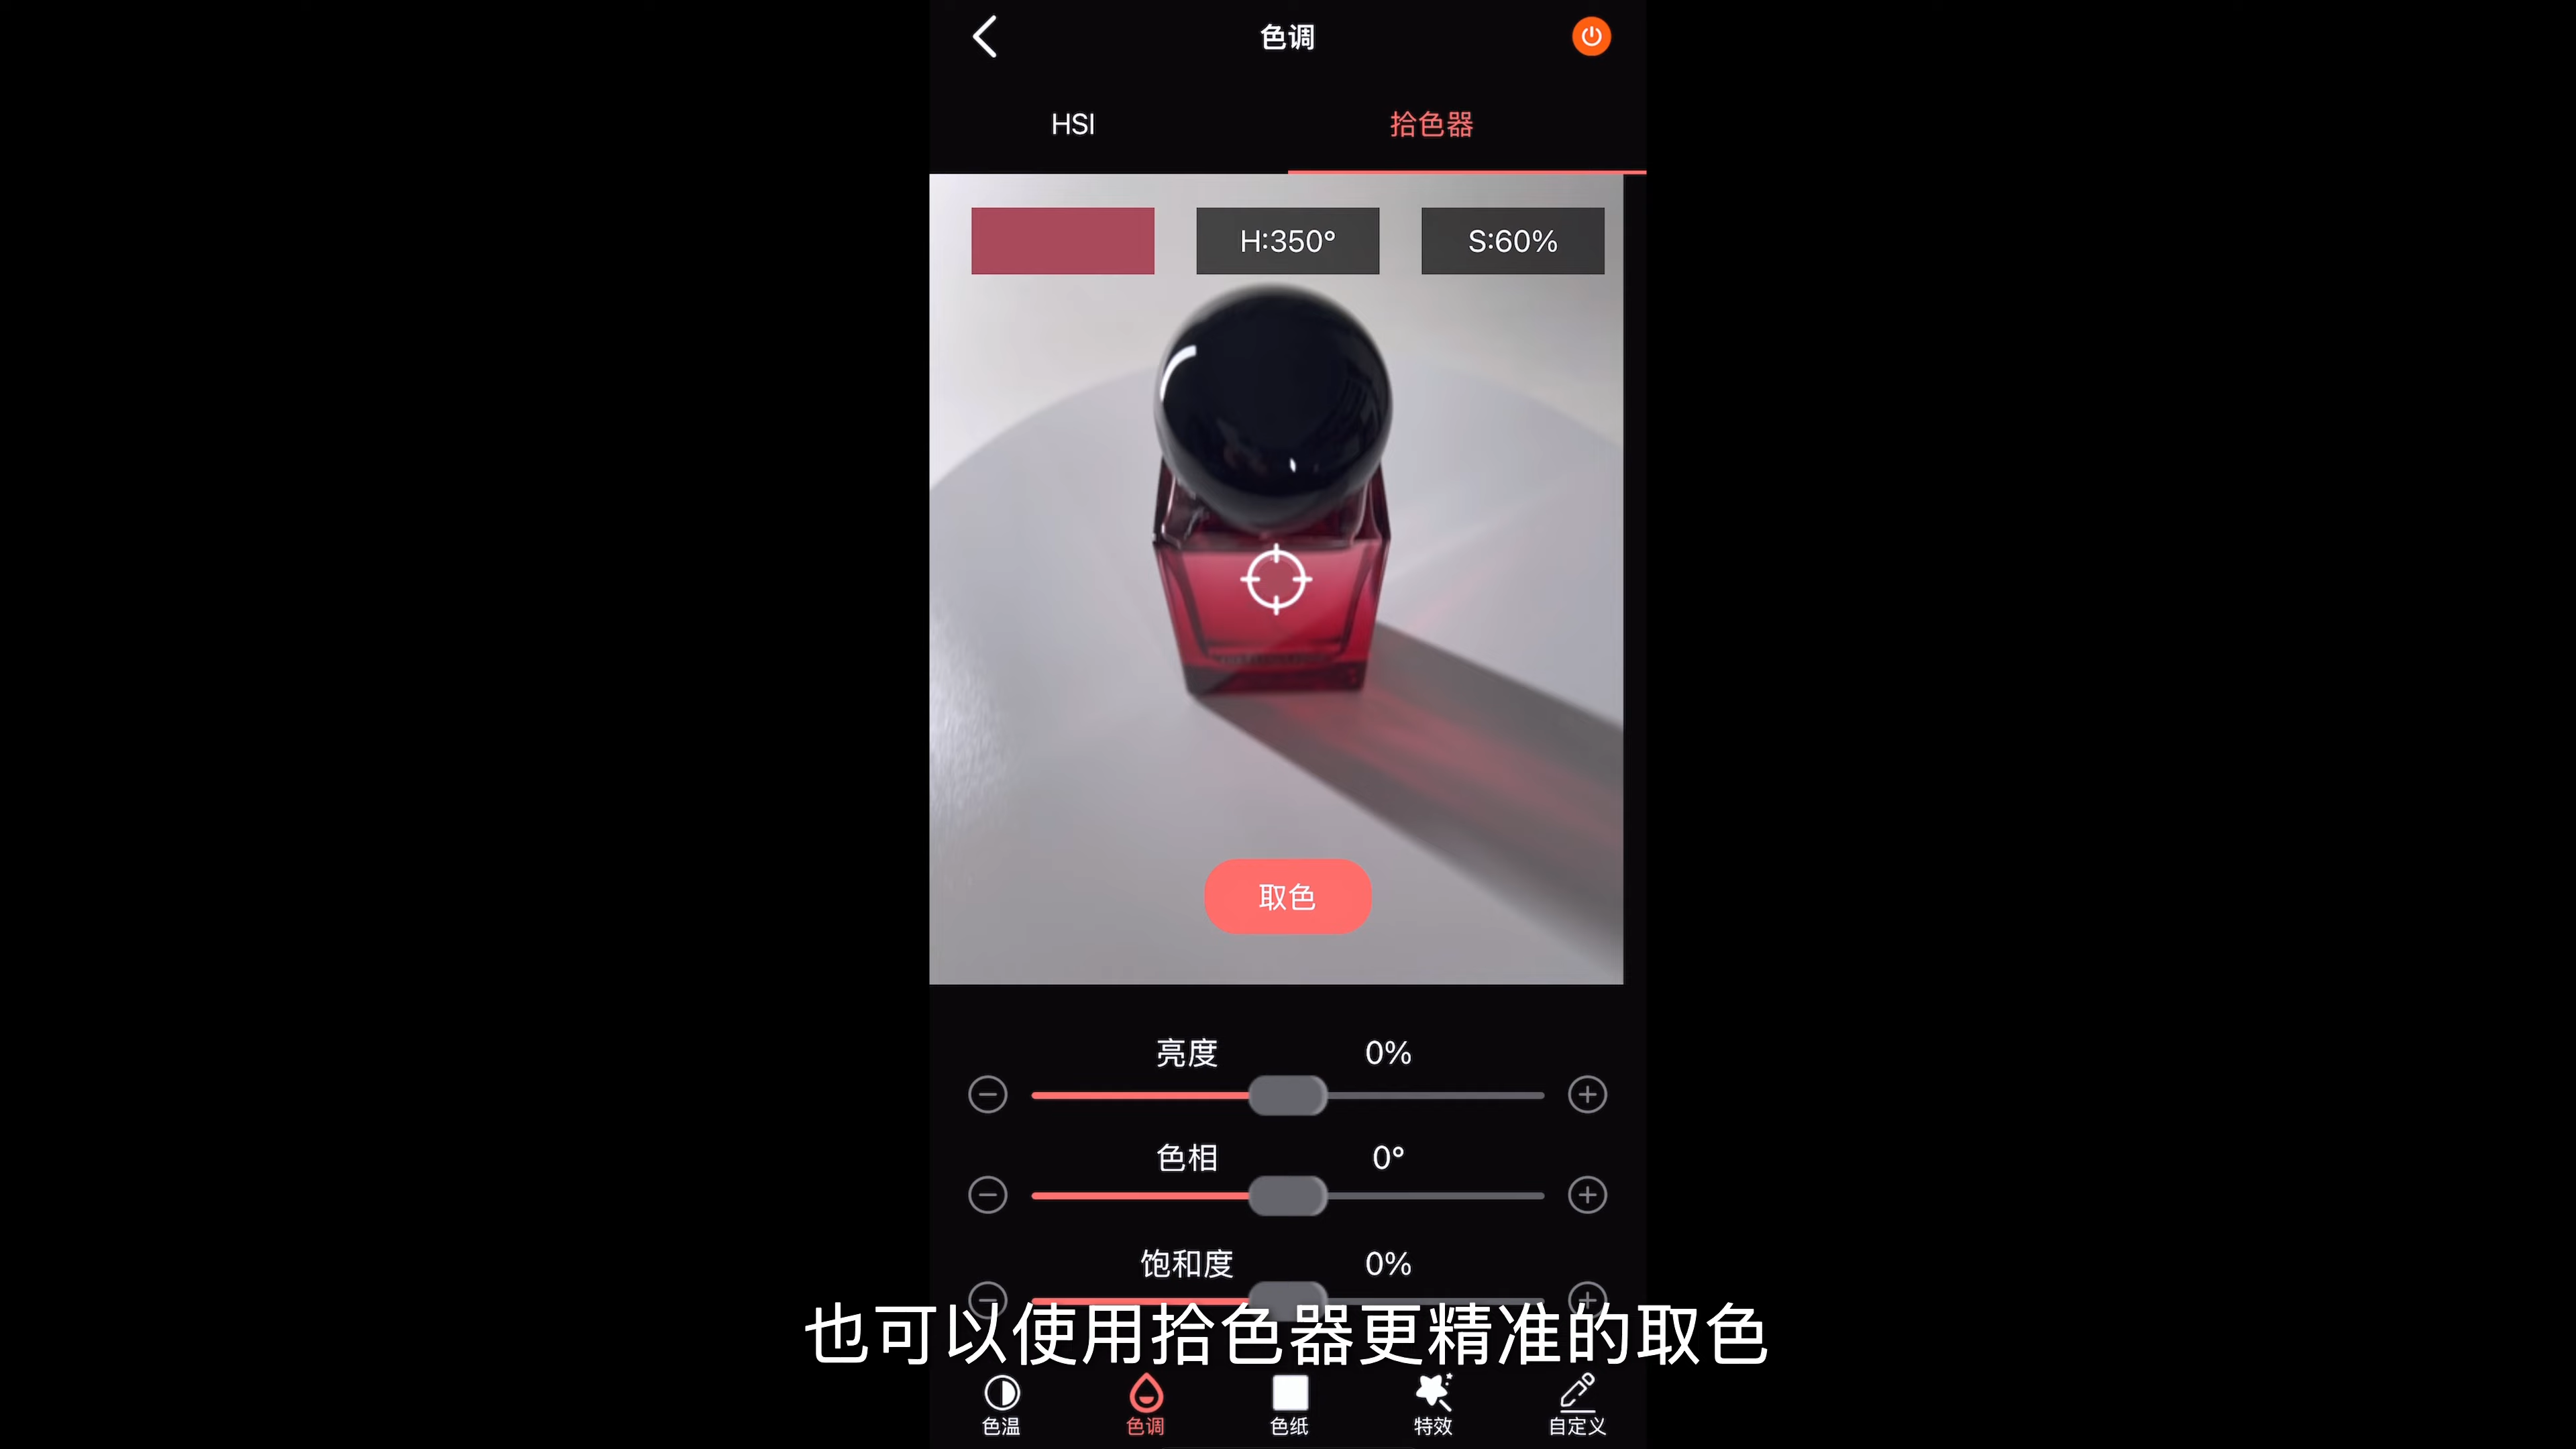 色调
HSI
拾色器
H:350°
S:60%
取色
亮度 0%
色相 0°
饱和度 0%
也可以使用拾色器更精准的取色
色温
色调
色纸
特效
自定义